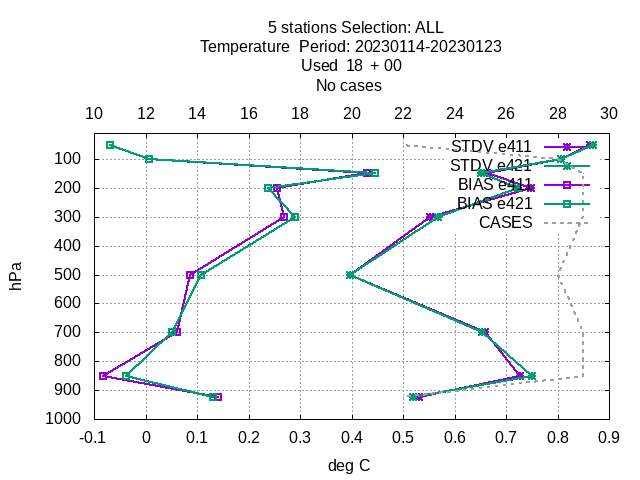 5 stations Selection: ALL
Temperature  Period: 20230114-20230123
Used  18  + 00
No cases
10 12 14 16 18 20 22 24 26 28 30
STDV e411
STDV e421
BIAS e411
BIAS e421
CASES
100
200
300
400
500
600
700
800
900
1000
hPa
-0.1 0 0.1 0.2 0.3 0.4 0.5 0.6 0.7 0.8 0.9
deg C